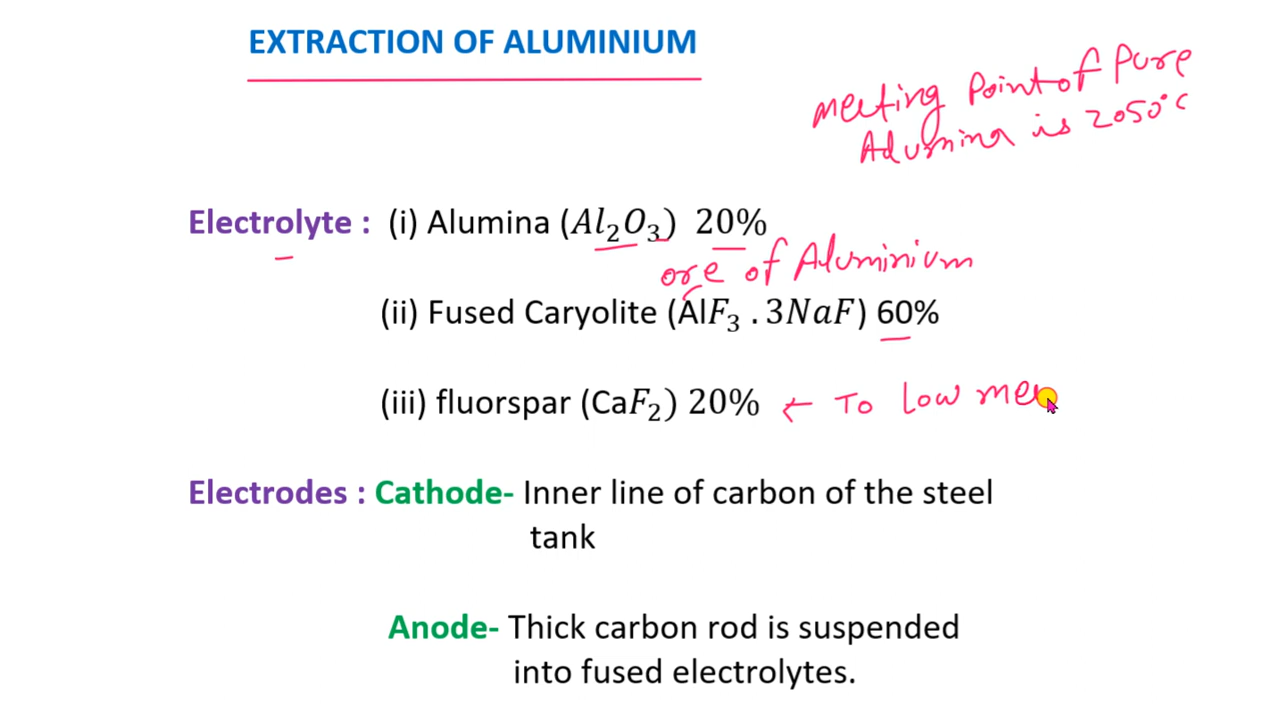 EXTRACTION OF ALUMINIUM
Melting Point of Pure
Alumina is 2050°C
Electrolyte : (i) Alumina (Al₂O₃) 20%
ore of Aluminium
(ii) Fused Caryolite (AlF₃ . 3NaF) 60%
(iii) fluorspar (CaF₂) 20% ← To Low me
Electrodes : Cathode- Inner line of carbon of the steel
tank
Anode- Thick carbon rod is suspended
into fused electrolytes.